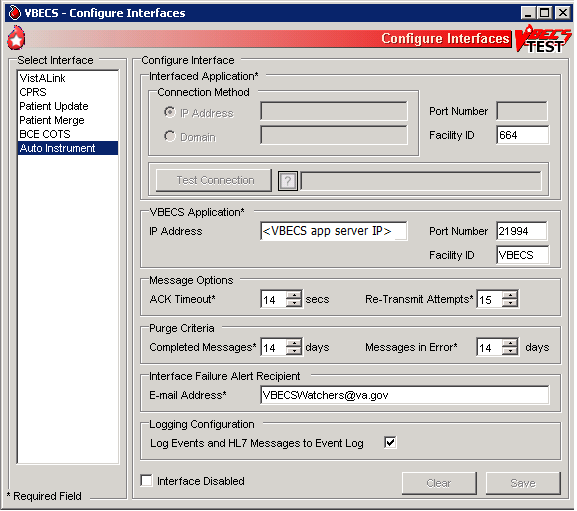 VBECS - Configure Interfaces
Configure Interfaces
VBECS
TEST
Select Interface
VistALink
CPRS
Patient Update
Patient Merge
BCE COTS
Auto Instrument
* Required Field
Configure Interface
Interfaced Application*
Connection Method
IP Address
Domain
Port Number
Facility ID 664
Test Connection ?
VBECS Application*
IP Address <VBECS app server IP> Port Number 21994
Facility ID VBECS
Message Options
ACK Timeout* 14 secs Re-Transmit Attempts* 15
Purge Criteria
Completed Messages* 14 days Messages in Error* 14 days
Interface Failure Alert Recipient
E-mail Address* VBECSWatchers@va.gov
Logging Configuration
Log Events and HL7 Messages to Event Log
Interface Disabled
Clear Save